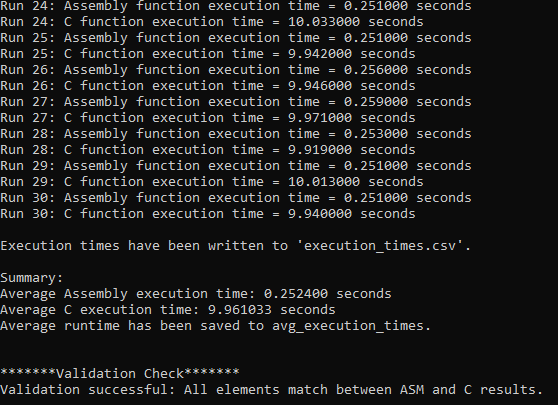 Run 24: Assembly function execution time = 0.251000 seconds
Run 24: C function execution time = 10.033000 seconds
Run 25: Assembly function execution time = 0.251000 seconds
Run 25: C function execution time = 9.942000 seconds
Run 26: Assembly function execution time = 0.256000 seconds
Run 26: C function execution time = 9.946000 seconds
Run 27: Assembly function execution time = 0.259000 seconds
Run 27: C function execution time = 9.971000 seconds
Run 28: Assembly function execution time = 0.253000 seconds
Run 28: C function execution time = 9.919000 seconds
Run 29: Assembly function execution time = 0.251000 seconds
Run 29: C function execution time = 10.013000 seconds
Run 30: Assembly function execution time = 0.251000 seconds
Run 30: C function execution time = 9.940000 seconds
Execution times have been written to 'execution_times.csv'.
Summary:
Average Assembly execution time: 0.252400 seconds
Average C execution time: 9.961033 seconds
Average runtime has been saved to avg_execution_times.
*******Validation Check*******
Validation successful: All elements match between ASM and C results.